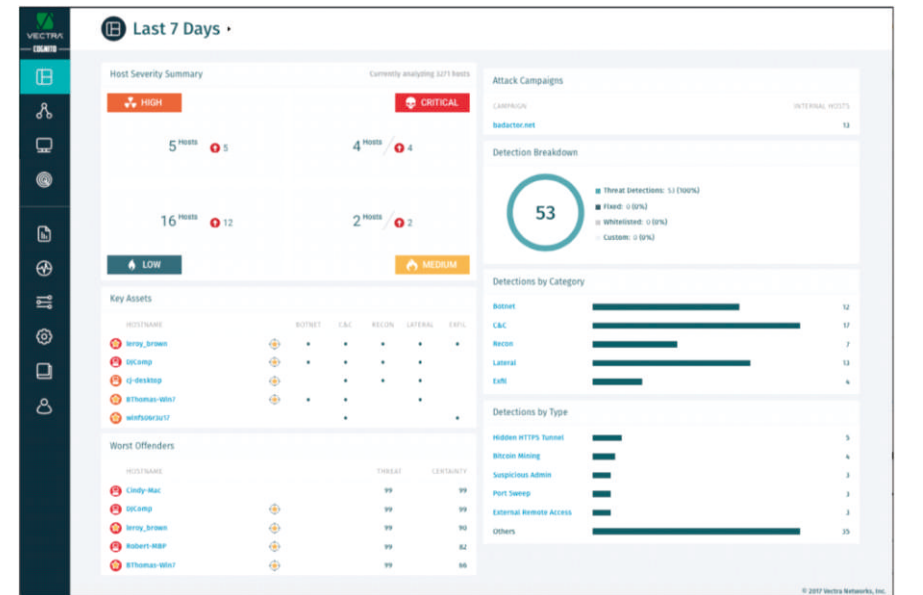 VECTRA
COGNITO
Last 7 Days
Host Severity Summary
Currently analyzing 3271 hosts
HIGH
CRITICAL
5 Hosts 5
4 Hosts 4
16 Hosts 12
2 Hosts 2
LOW
MEDIUM
Key Assets
HOSTNAME BOTNET C&C RECON LATERAL EXFIL
leroy_brown
DJComp
cj-desktop
BThomas-Win7
Worst Offenders
HOSTNAME THREAT CERTAINTY
Cindy-Mac 99 99
DJComp 99 99
leroy_brown 99 90
Robert-MBP 99 82
BThomas-Win7 99 66
Attack Campaigns
CAMPAIGN INTERNAL HOSTS
badactor.net 13
Detection Breakdown
53
Threat Detections: 53 (100%)
Fixed: 0 (0%)
Whitelisted: 0 (0%)
Custom: 0 (0%)
Detections by Category
Botnet 12
C&C 17
Recon 7
Lateral 13
Exfil 4
Detections by Type
Hidden HTTPS Tunnel 5
Bitcoin Mining 4
Suspicious Admin 3
Port Sweep 3
External Remote Access 3
Others 35
© 2017 Vectra Networks, Inc.